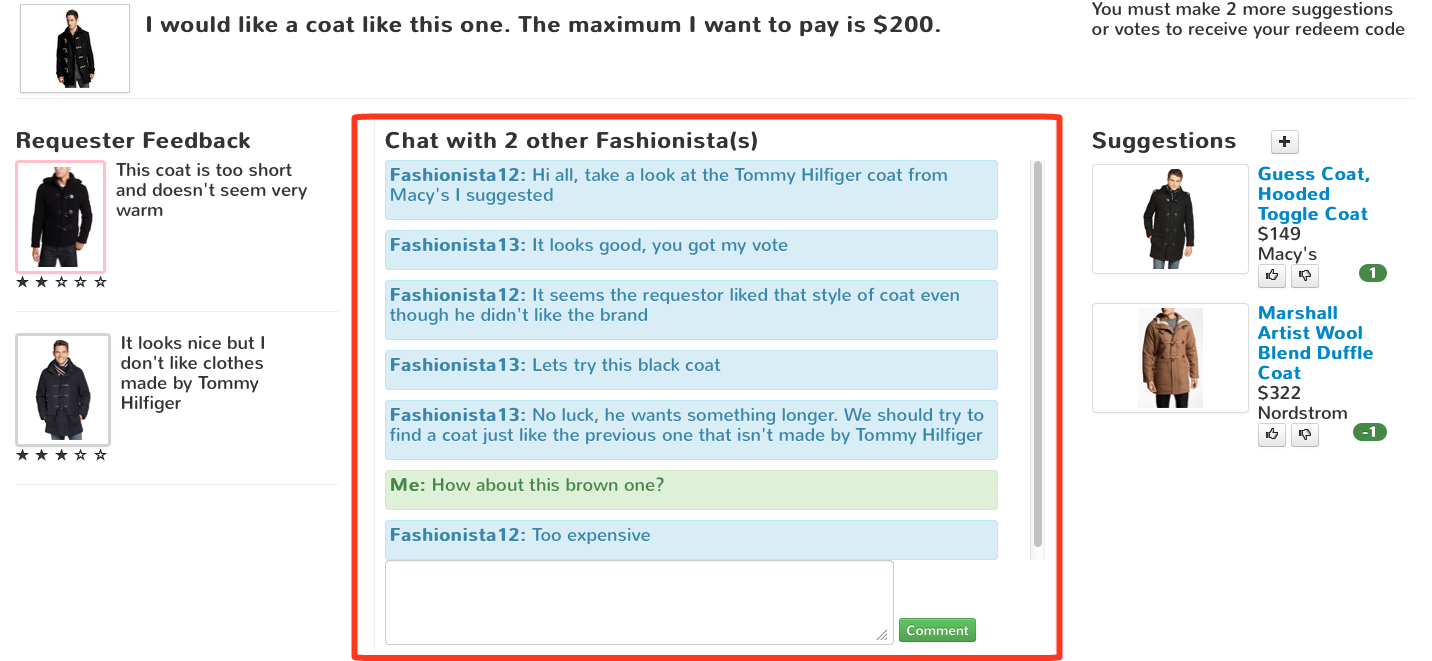 I would like a coat like this one. The maximum I want to pay is $200.
You must make 2 more suggestions
or votes to receive your redeem code
Requester Feedback
This coat is too short
and doesn't seem very
warm
It looks nice but I
don't like clothes
made by Tommy
Hilfiger
Chat with 2 other Fashionista(s)
Fashionista12: Hi all, take a look at the Tommy Hilfiger coat from
Macy's I suggested
Fashionista13: It looks good, you got my vote
Fashionista12: It seems the requestor liked that style of coat even
though he didn't like the brand
Fashionista13: Lets try this black coat
Fashionista13: No luck, he wants something longer. We should try to
find a coat just like the previous one that isn't made by Tommy Hilfiger
Me: How about this brown one?
Fashionista12: Too expensive
Comment
Suggestions
+
Guess Coat,
Hooded
Toggle Coat
$149
Macy's
1
Marshall
Artist Wool
Blend Duffle
Coat
$322
Nordstrom
-1